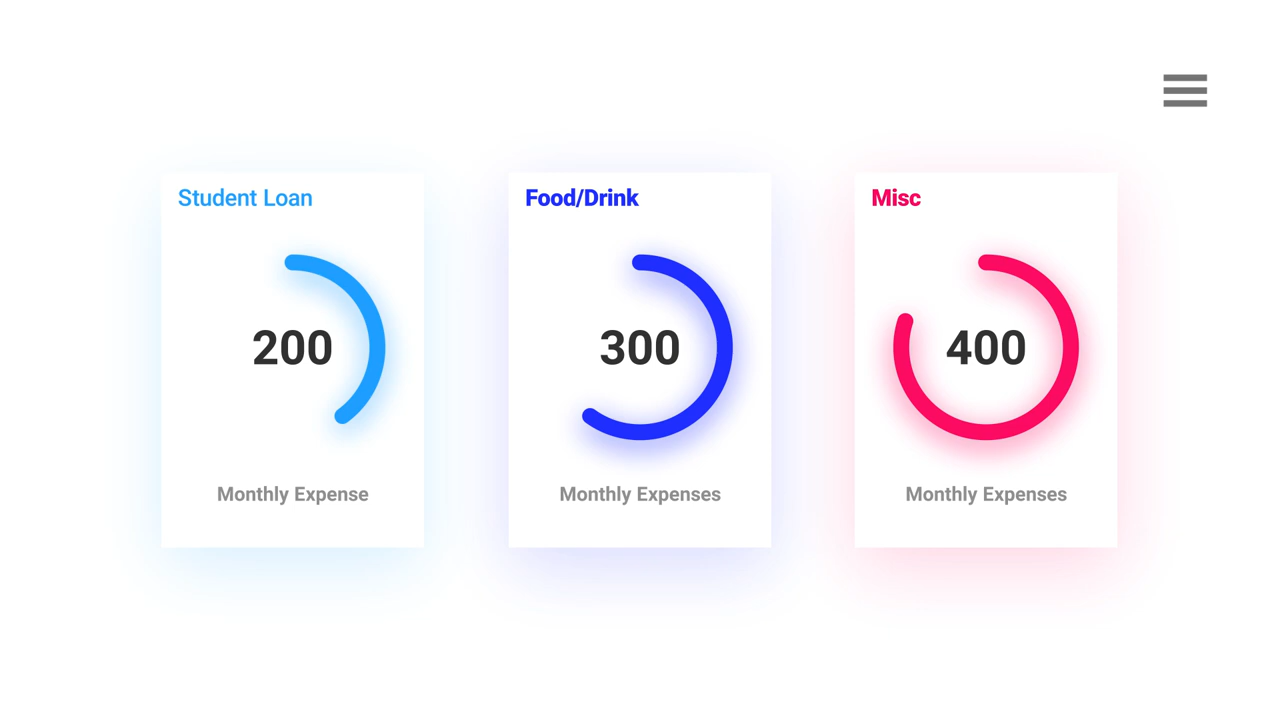 Student Loan
200
Monthly Expense
Food/Drink
300
Monthly Expenses
Misc
400
Monthly Expenses